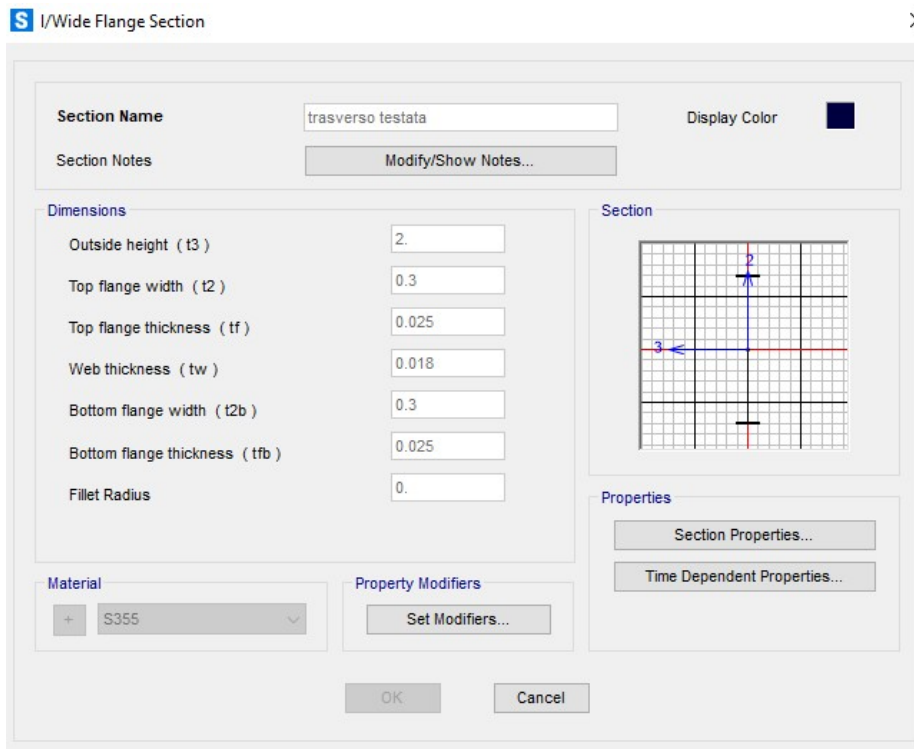 S I/Wide Flange Section
Section Name trasverso testata Display Color
Section Notes Modify/Show Notes...
Dimensions
Outside height ( t3 ) 2.
Top flange width ( t2 ) 0.3
Top flange thickness ( tf ) 0.025
Web thickness ( tw ) 0.018
Bottom flange width ( t2b ) 0.3
Bottom flange thickness ( tfb ) 0.025
Fillet Radius 0.
Section
2
3
Properties
Section Properties...
Time Dependent Properties...
Material
+ S355
Property Modifiers
Set Modifiers...
OK Cancel